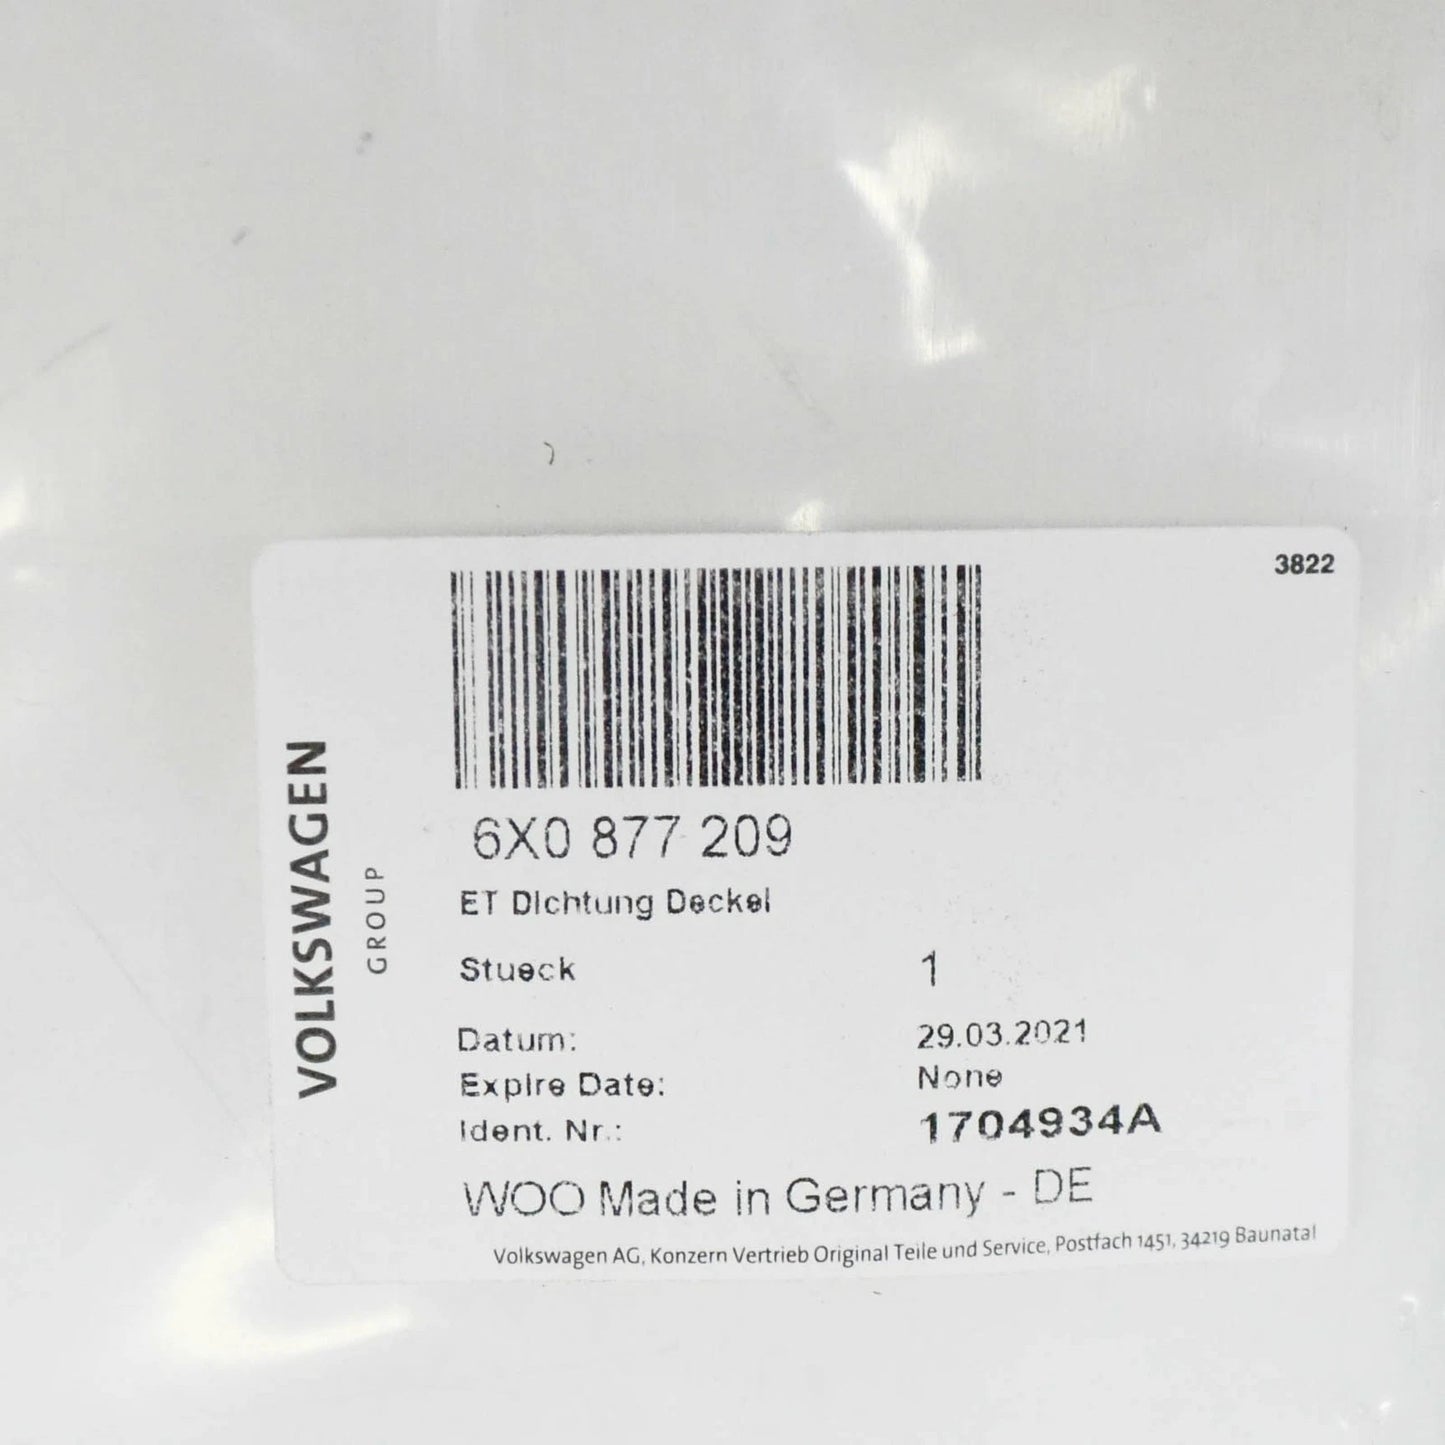 3822
VOLKSWAGEN
GROUP
6X0 877 209
ET Dichtung Deckel
Stueck 1
Datum: 29.03.2021
Expire Date: None
Ident. Nr.: 1704934A
WOO Made in Germany - DE
Volkswagen AG, Konzern Vertrieb Original Teile und Service, Postfach 1451, 34219 Baunatal